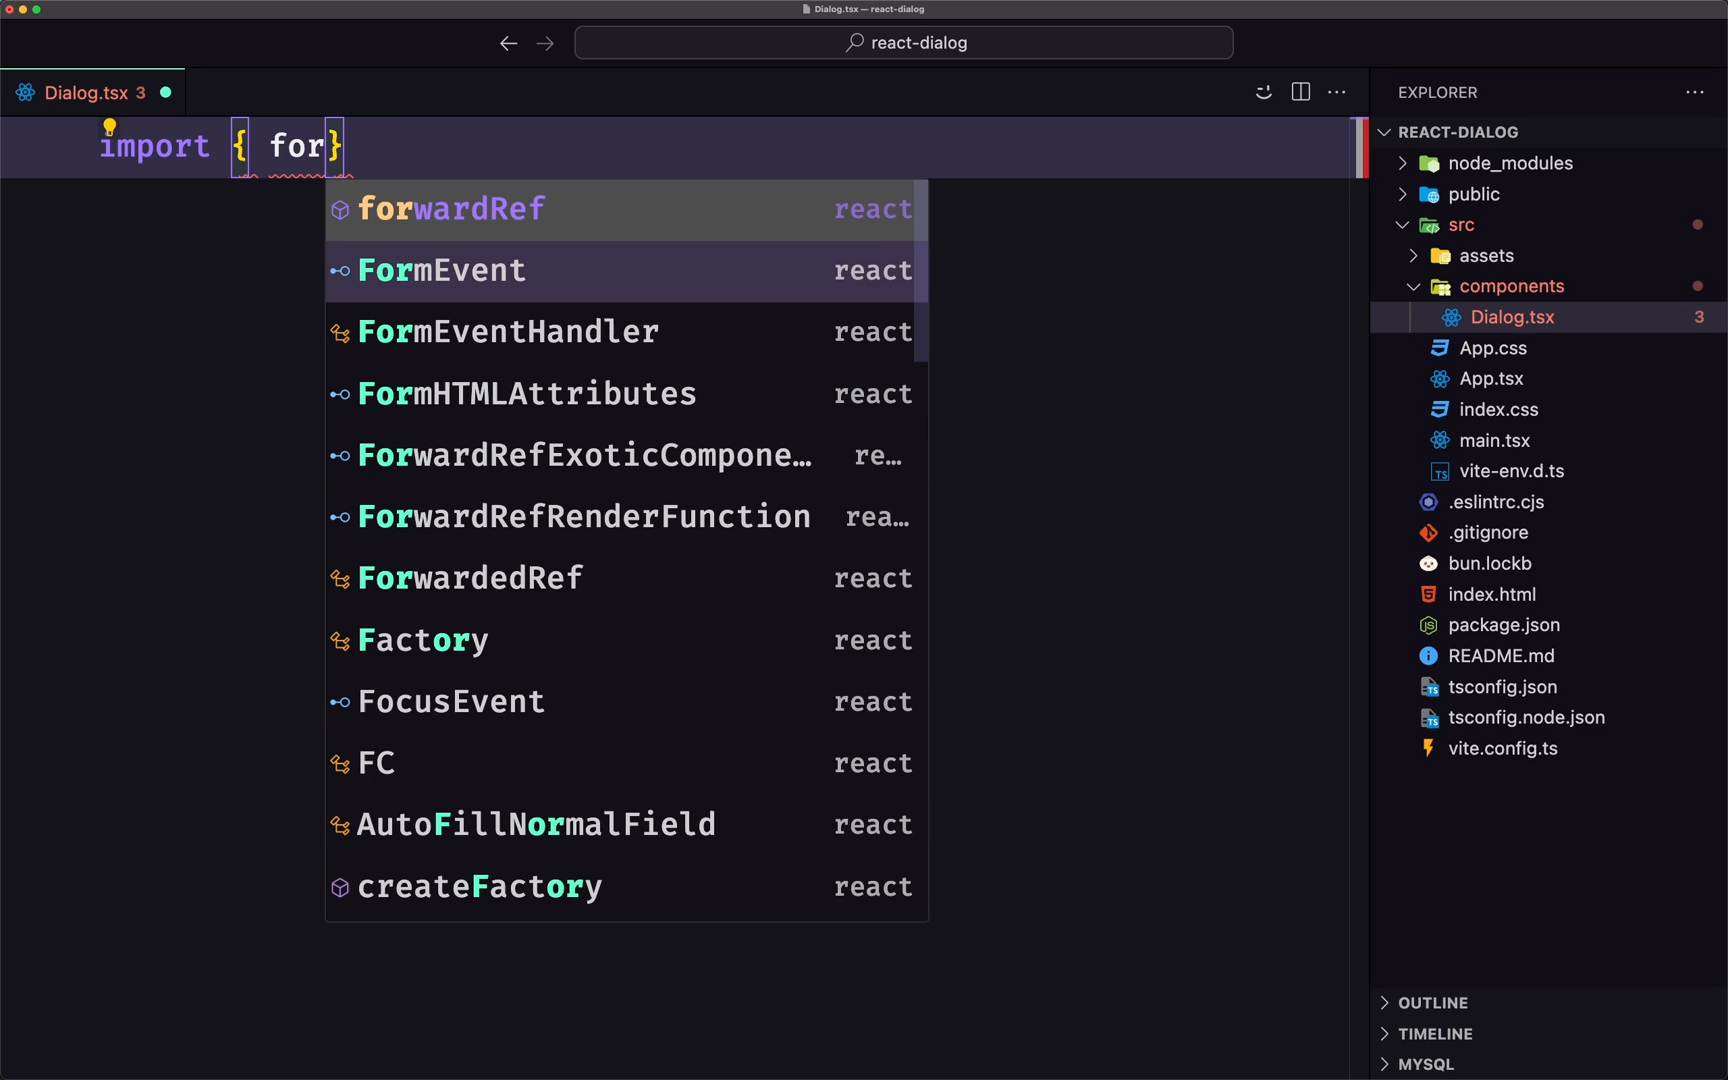 Dialog.tsx — react-dialog
react-dialog
Dialog.tsx 3
import { for}
forwardRef react
FormEvent react
FormEventHandler react
FormHTMLAttributes react
ForwardRefExoticCompone… re…
ForwardRefRenderFunction rea…
ForwardedRef react
Factory react
FocusEvent react
FC react
AutoFillNormalField react
createFactory react
EXPLORER
REACT-DIALOG
node_modules
public
src
assets
components
Dialog.tsx 3
App.css
App.tsx
index.css
main.tsx
TS vite-env.d.ts
.eslintrc.cjs
.gitignore
bun.lockb
index.html
JS package.json
README.md
TS tsconfig.json
TS tsconfig.node.json
vite.config.ts
OUTLINE
TIMELINE
MYSQL